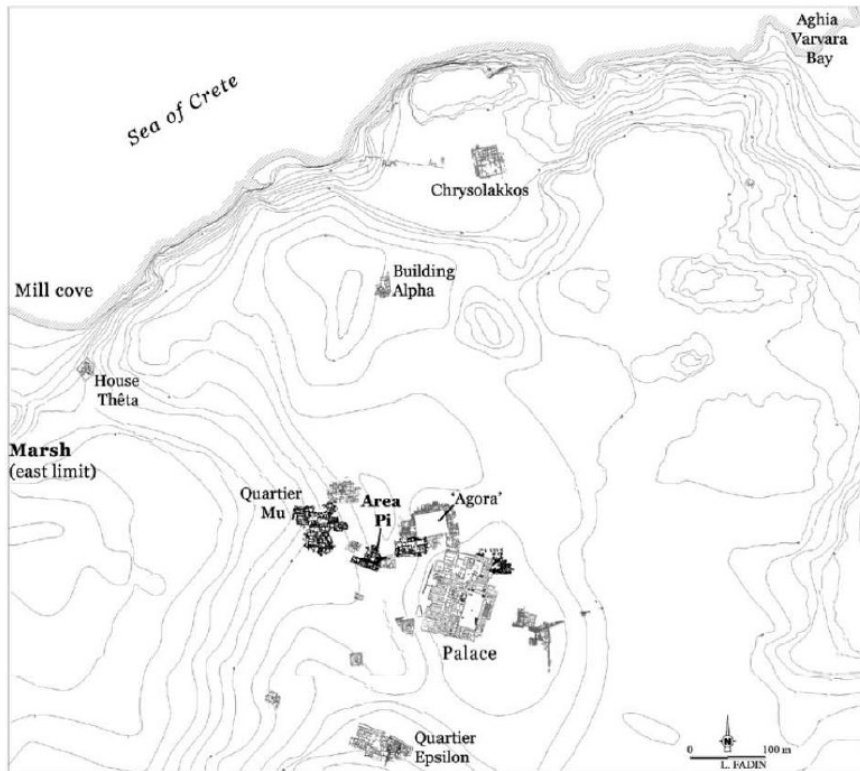 Aghia
Varvara
Bay
Sea of Crete
Chrysolakkos
Building
Alpha
Mill cove
House
Thêta
Marsh
(east limit)
Quartier
Mu
Area
Pi
‘Agora’
Palace
Quartier
Epsilon
N
0 100 m
L. FADIN